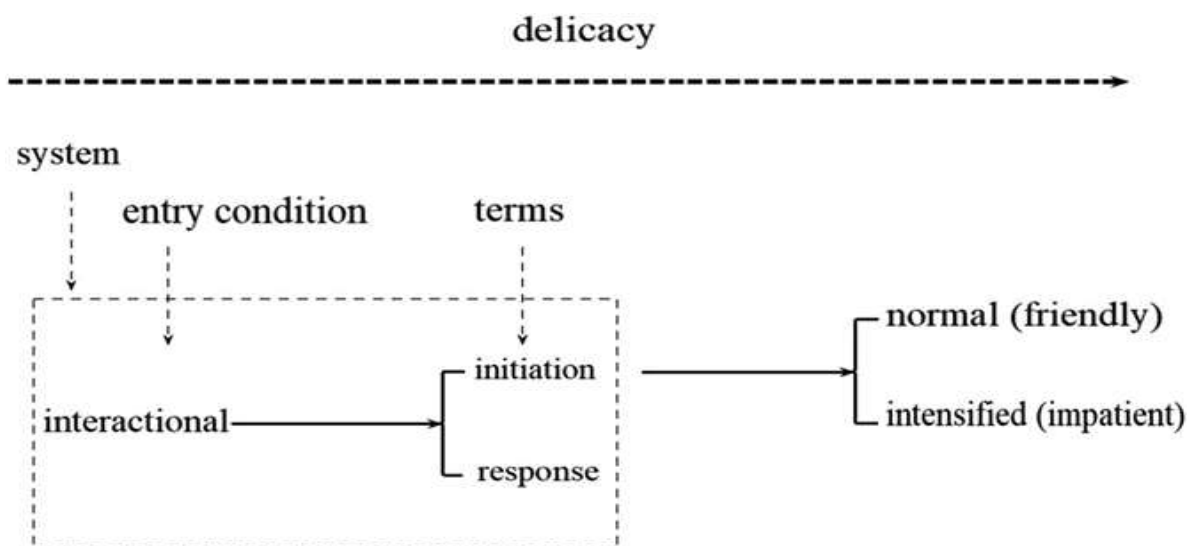 delicacy
system
entry condition
terms
normal (friendly)
initiation
intensified (impatient)
interactional
response